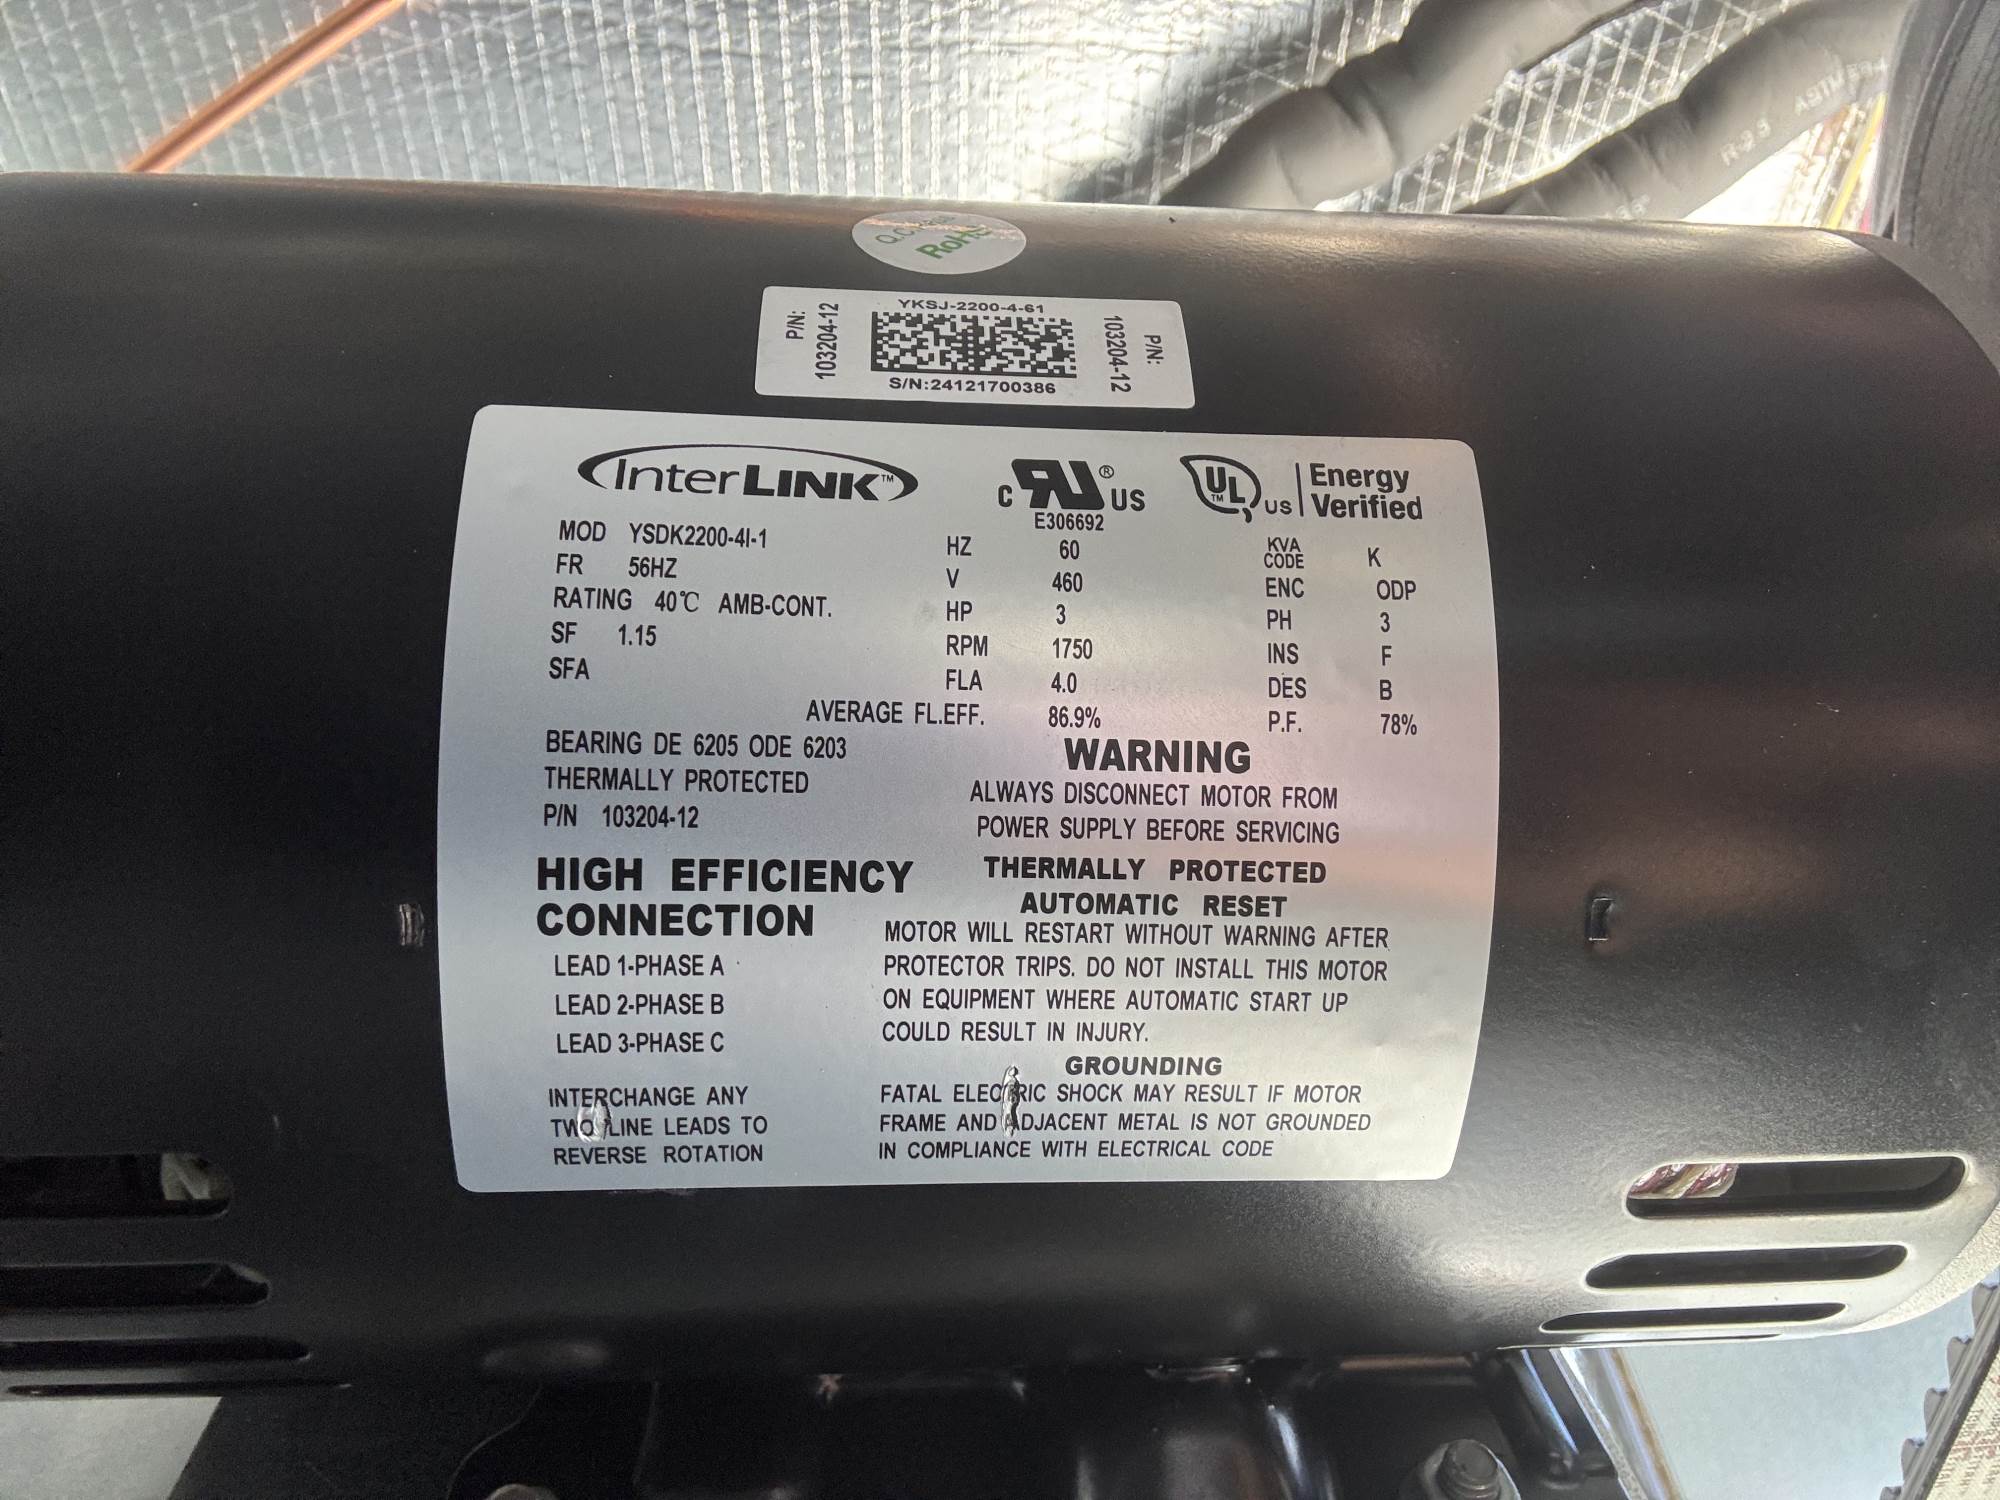 RoHS
P/N:
103204-12
YKSJ-2200-4-61
S/N:24121700386
P/N:
103204-12
InterLINK™
c RU® US
E306692
UL™ US
Energy
Verified
MOD YSDK2200-4I-1
FR 56HZ
RATING 40℃ AMB-CONT.
SF 1.15
SFA
HZ 60
V 460
HP 3
RPM 1750
FLA 4.0
AVERAGE FL.EFF. 86.9%
KVA
CODE K
ENC ODP
PH 3
INS F
DES B
P.F. 78%
BEARING DE 6205 ODE 6203
THERMALLY PROTECTED
P/N 103204-12
HIGH EFFICIENCY
CONNECTION
LEAD 1-PHASE A
LEAD 2-PHASE B
LEAD 3-PHASE C
INTERCHANGE ANY
TWO LINE LEADS TO
REVERSE ROTATION
WARNING
ALWAYS DISCONNECT MOTOR FROM
POWER SUPPLY BEFORE SERVICING
THERMALLY PROTECTED
AUTOMATIC RESET
MOTOR WILL RESTART WITHOUT WARNING AFTER
PROTECTOR TRIPS. DO NOT INSTALL THIS MOTOR
ON EQUIPMENT WHERE AUTOMATIC START UP
COULD RESULT IN INJURY.
GROUNDING
FATAL ELECTRIC SHOCK MAY RESULT IF MOTOR
FRAME AND ADJACENT METAL IS NOT GROUNDED
IN COMPLIANCE WITH ELECTRICAL CODE